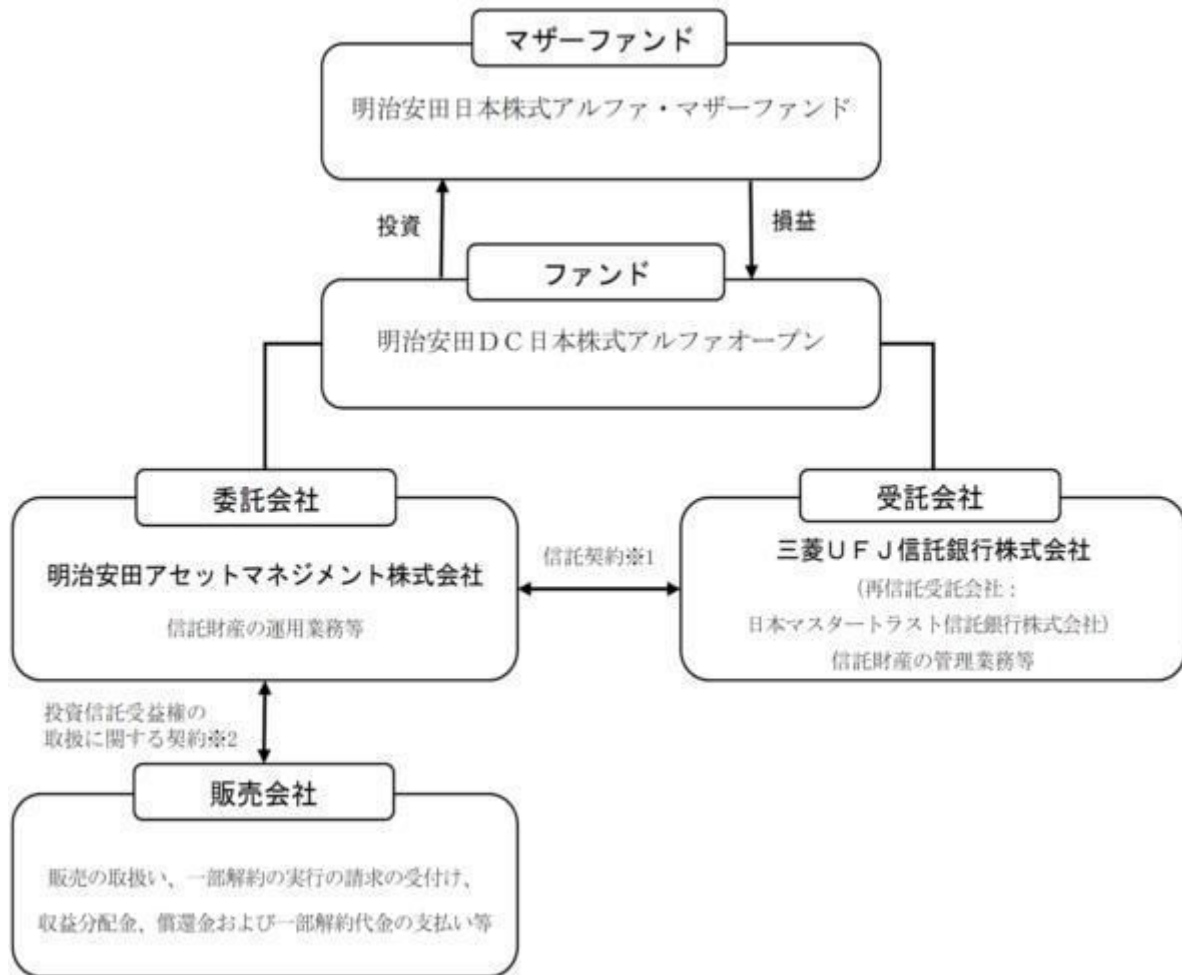 マザーファンド
明治安田日本株式アルファ・マザーファンド
投資
損益
ファンド
明治安田DC日本株式アルファオープン
委託会社
明治安田アセットマネジメント株式会社
信託財産の運用業務等
信託契約※1
受託会社
三菱UFJ信託銀行株式会社
(再信託受託会社:
日本マスタートラスト信託銀行株式会社)
信託財産の管理業務等
投資信託受益権の
取扱に関する契約※2
販売会社
販売の取扱い、一部解約の実行の請求の受付け、
収益分配金、償還金および一部解約代金の支払い等